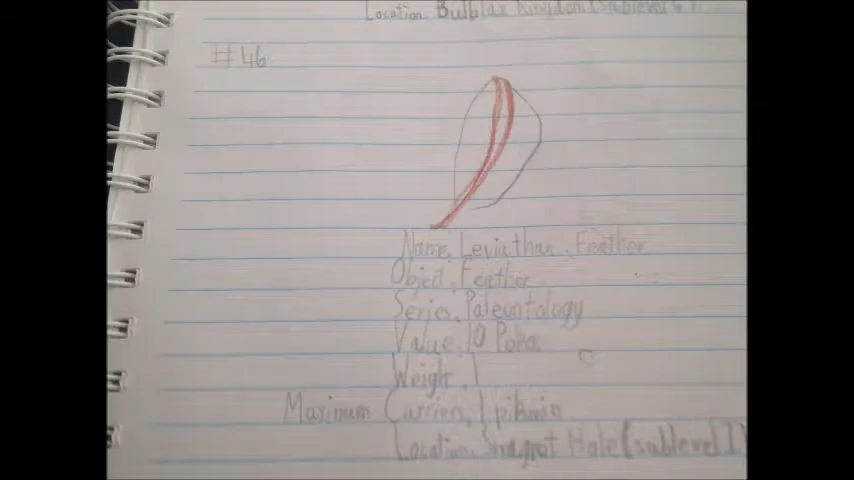 Location. Bulblax Kingdom (sublevel
#46
Name. Leviathan. Feather
Object. Feather
Series. Paleontology
Value. 10 Pokos
Weight. 1
Maximum Carriers. 1 pikmin
Location. Hole (sublevel 1)